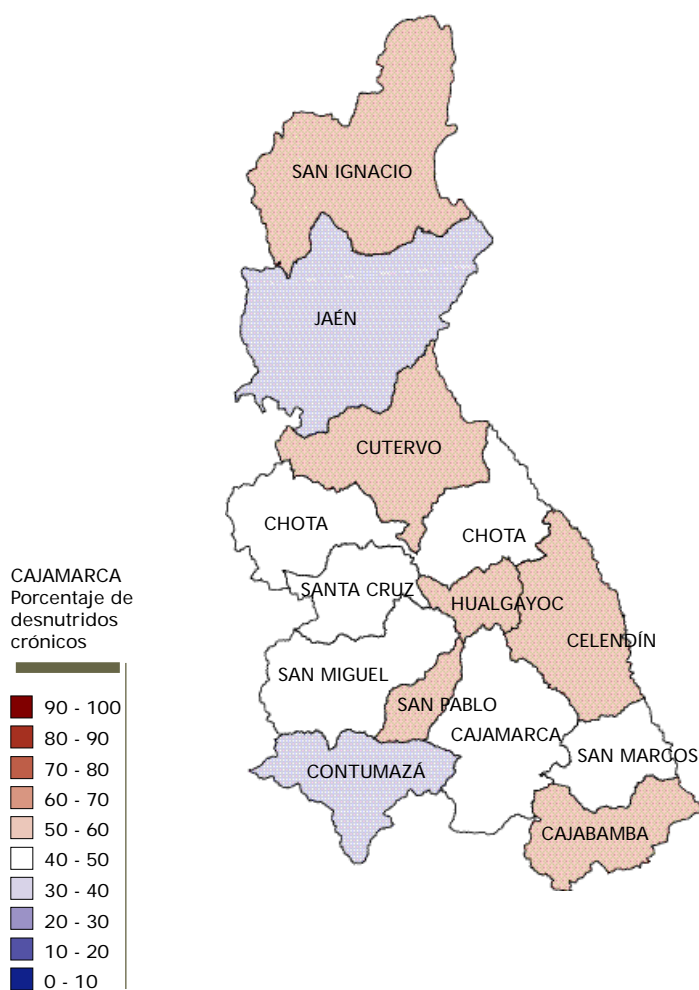 SAN IGNACIO
JAÉN
CUTERVO
CHOTA
CHOTA
SANTA CRUZ
HUALGAYOC
CELENDÍN
SAN MIGUEL
SAN PABLO
CAJAMARCA
SAN MARCOS
CONTUMAZÁ
CAJABAMBA
CAJAMARCA
Porcentaje de
desnutridos
crónicos
90 - 100
80 - 90
70 - 80
60 - 70
50 - 60
40 - 50
30 - 40
20 - 30
10 - 20
0 - 10